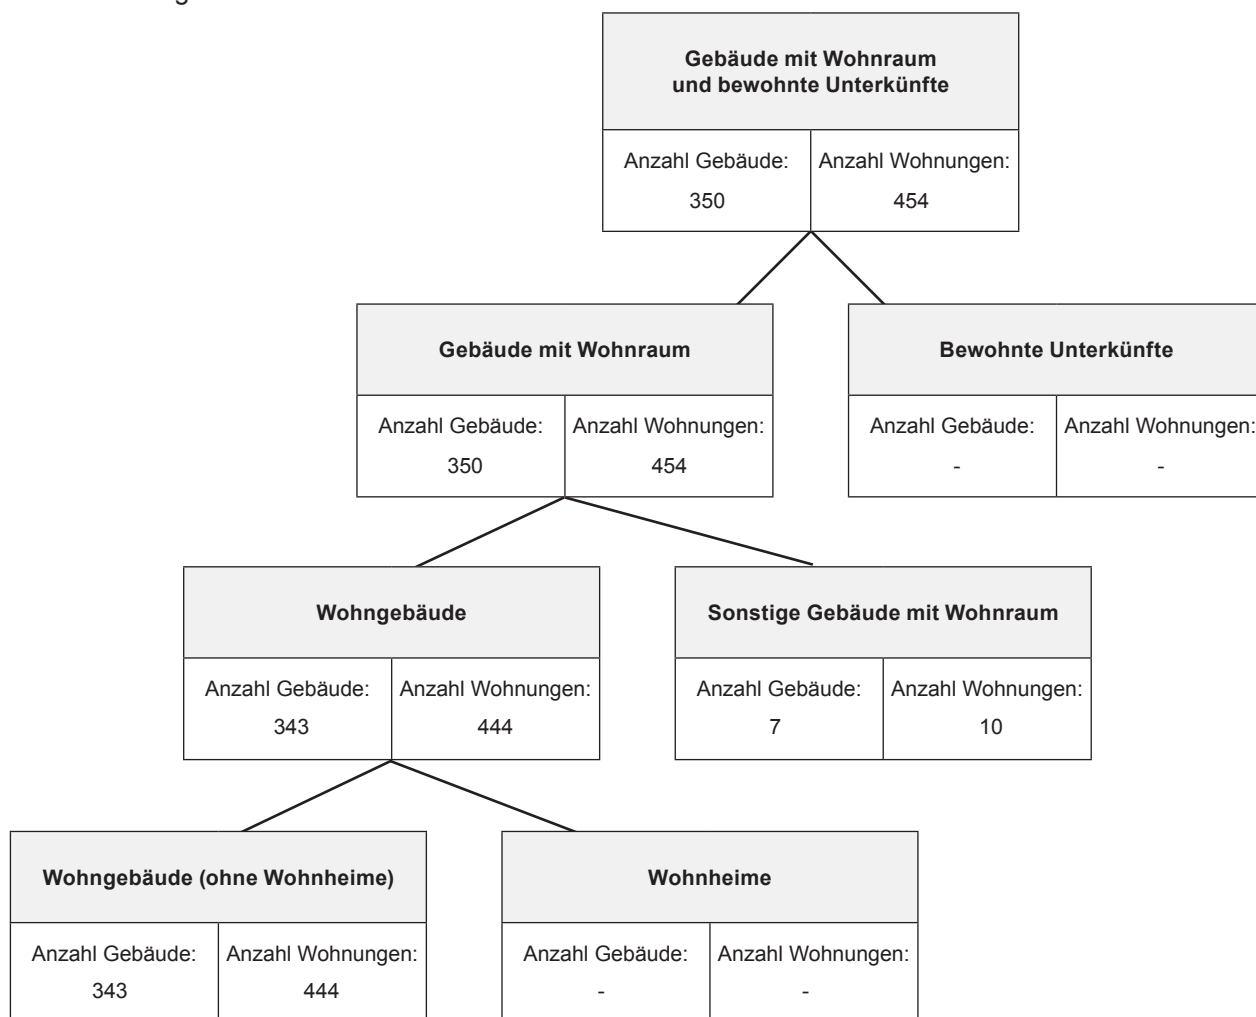 Gebäude mit Wohnraum
und bewohnte Unterkünfte
Anzahl Gebäude: Anzahl Wohnungen:
350 454
Gebäude mit Wohnraum
Anzahl Gebäude: Anzahl Wohnungen:
350 454
Bewohnte Unterkünfte
Anzahl Gebäude: Anzahl Wohnungen:
- -
Wohngebäude
Anzahl Gebäude: Anzahl Wohnungen:
343 444
Sonstige Gebäude mit Wohnraum
Anzahl Gebäude: Anzahl Wohnungen:
7 10
Wohngebäude (ohne Wohnheime)
Anzahl Gebäude: Anzahl Wohnungen:
343 444
Wohnheime
Anzahl Gebäude: Anzahl Wohnungen:
- -